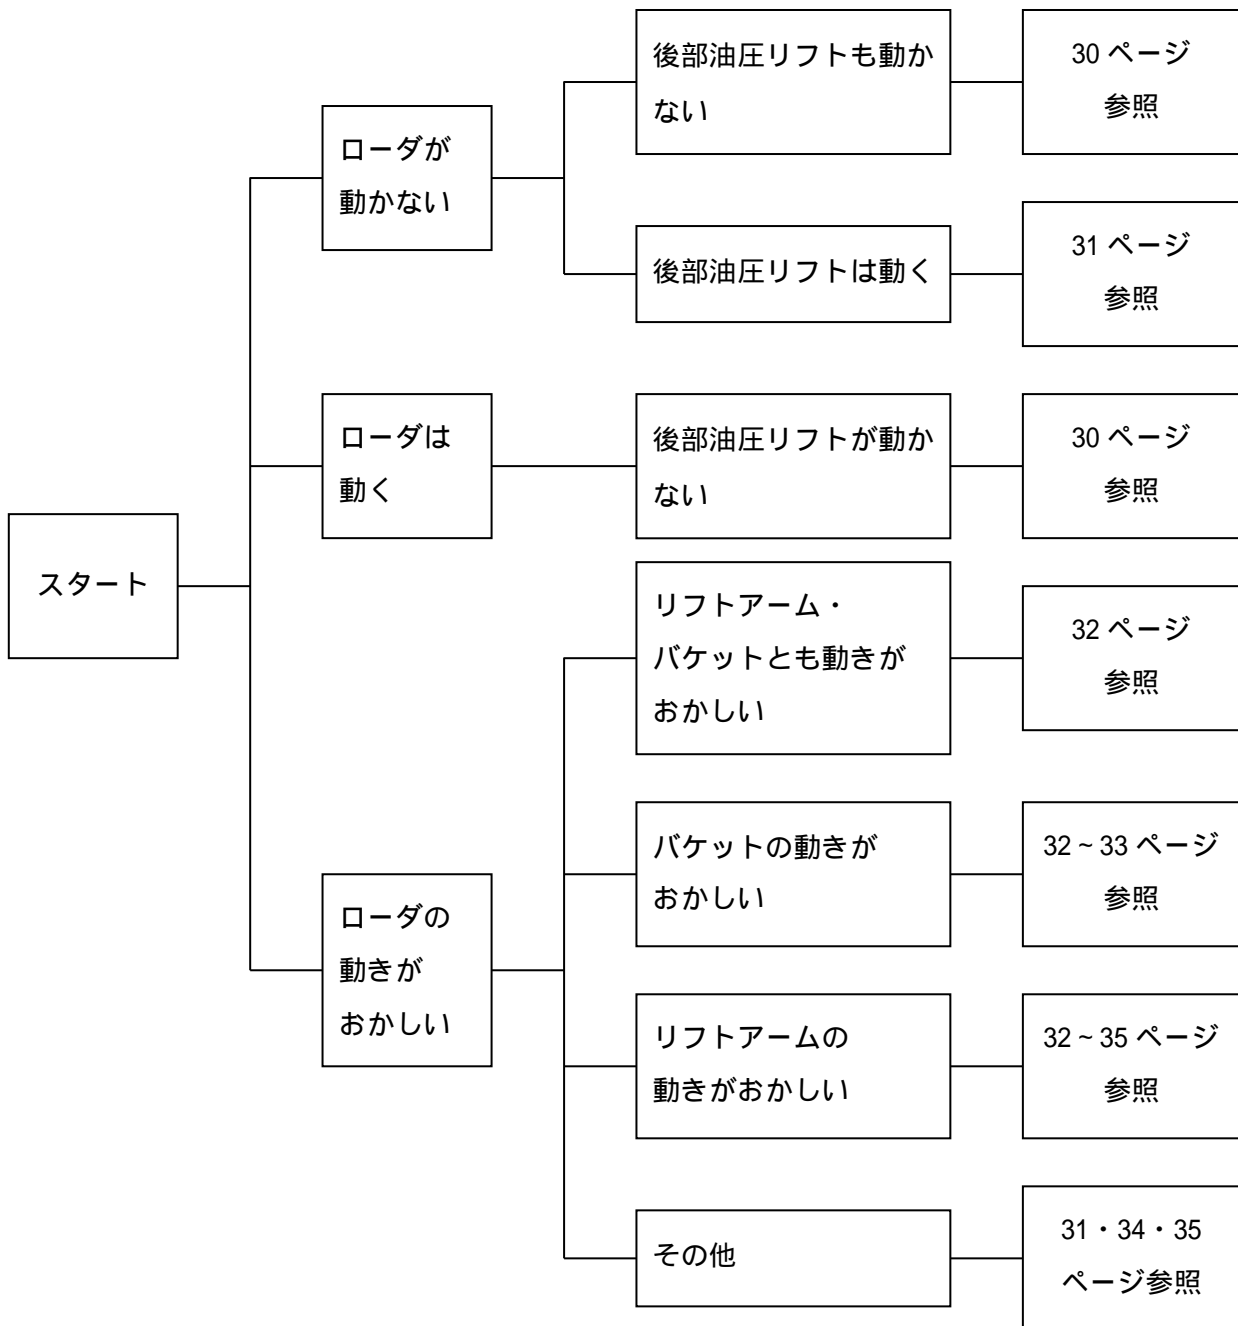 スタート
ローダが
動かない
後部油圧リフトも動か
ない
30 ページ
参照
後部油圧リフトは動く
31 ページ
参照
ローダは
動く
後部油圧リフトが動か
ない
30 ページ
参照
ローダの
動きが
おかしい
リフトアーム・
バケットとも動きが
おかしい
32 ページ
参照
バケットの動きが
おかしい
32~33 ページ
参照
リフトアームの
動きがおかしい
32~35 ページ
参照
その他
31・34・35
ページ参照